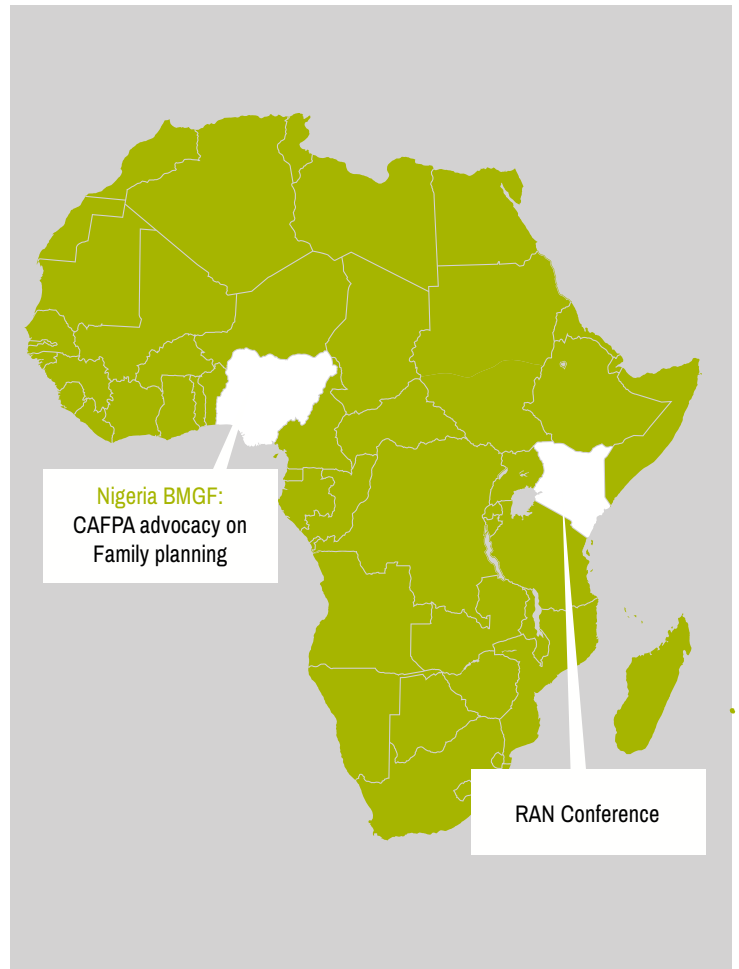 Nigeria BMGF:
CAFPA advocacy on
Family planning
RAN Conference